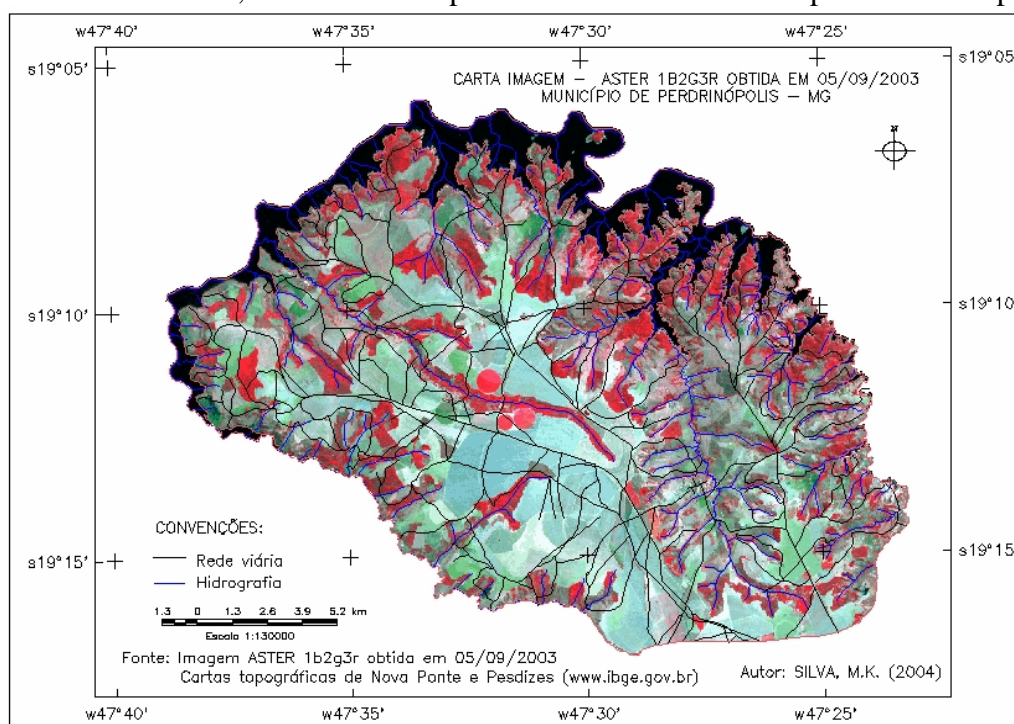 w47°40' w47°35' w47°30' w47°25'
s19°05' s19°05'
CARTA IMAGEM – ASTER 1B2G3R OBTIDA EM 05/09/2003
MUNICÍPIO DE PERDRINÓPOLIS – MG
N
s19°10' s19°10'
CONVENÇÕES:
Rede viária
Hidrografia
s19°15' s19°15'
1.3 0 1.3 2.6 3.9 5.2 km
Escala 1:130000
Fonte: Imagem ASTER 1b2g3r obtida em 05/09/2003
Cartas topográficas de Nova Ponte e Pesdizes (www.ibge.gov.br)
Autor: SILVA, M.K. (2004)
w47°40' w47°35' w47°30' w47°25'